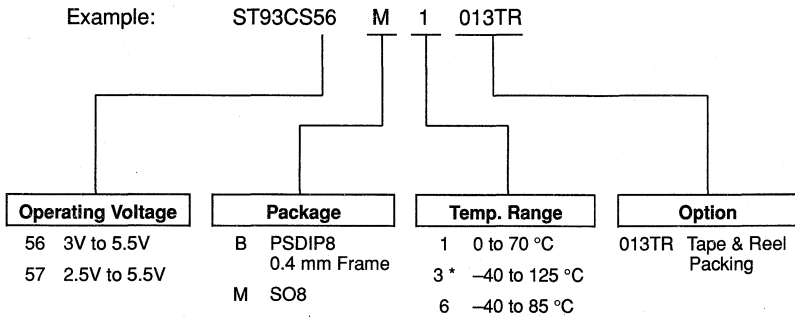 Example: ST93CS56 M 1 013TR
Operating Voltage
56 3V to 5.5V
57 2.5V to 5.5V
Package
B PSDIP8
0.4 mm Frame
M SO8
Temp. Range
1 0 to 70 °C
3 * –40 to 125 °C
6 –40 to 85 °C
Option
013TR Tape & Reel
Packing